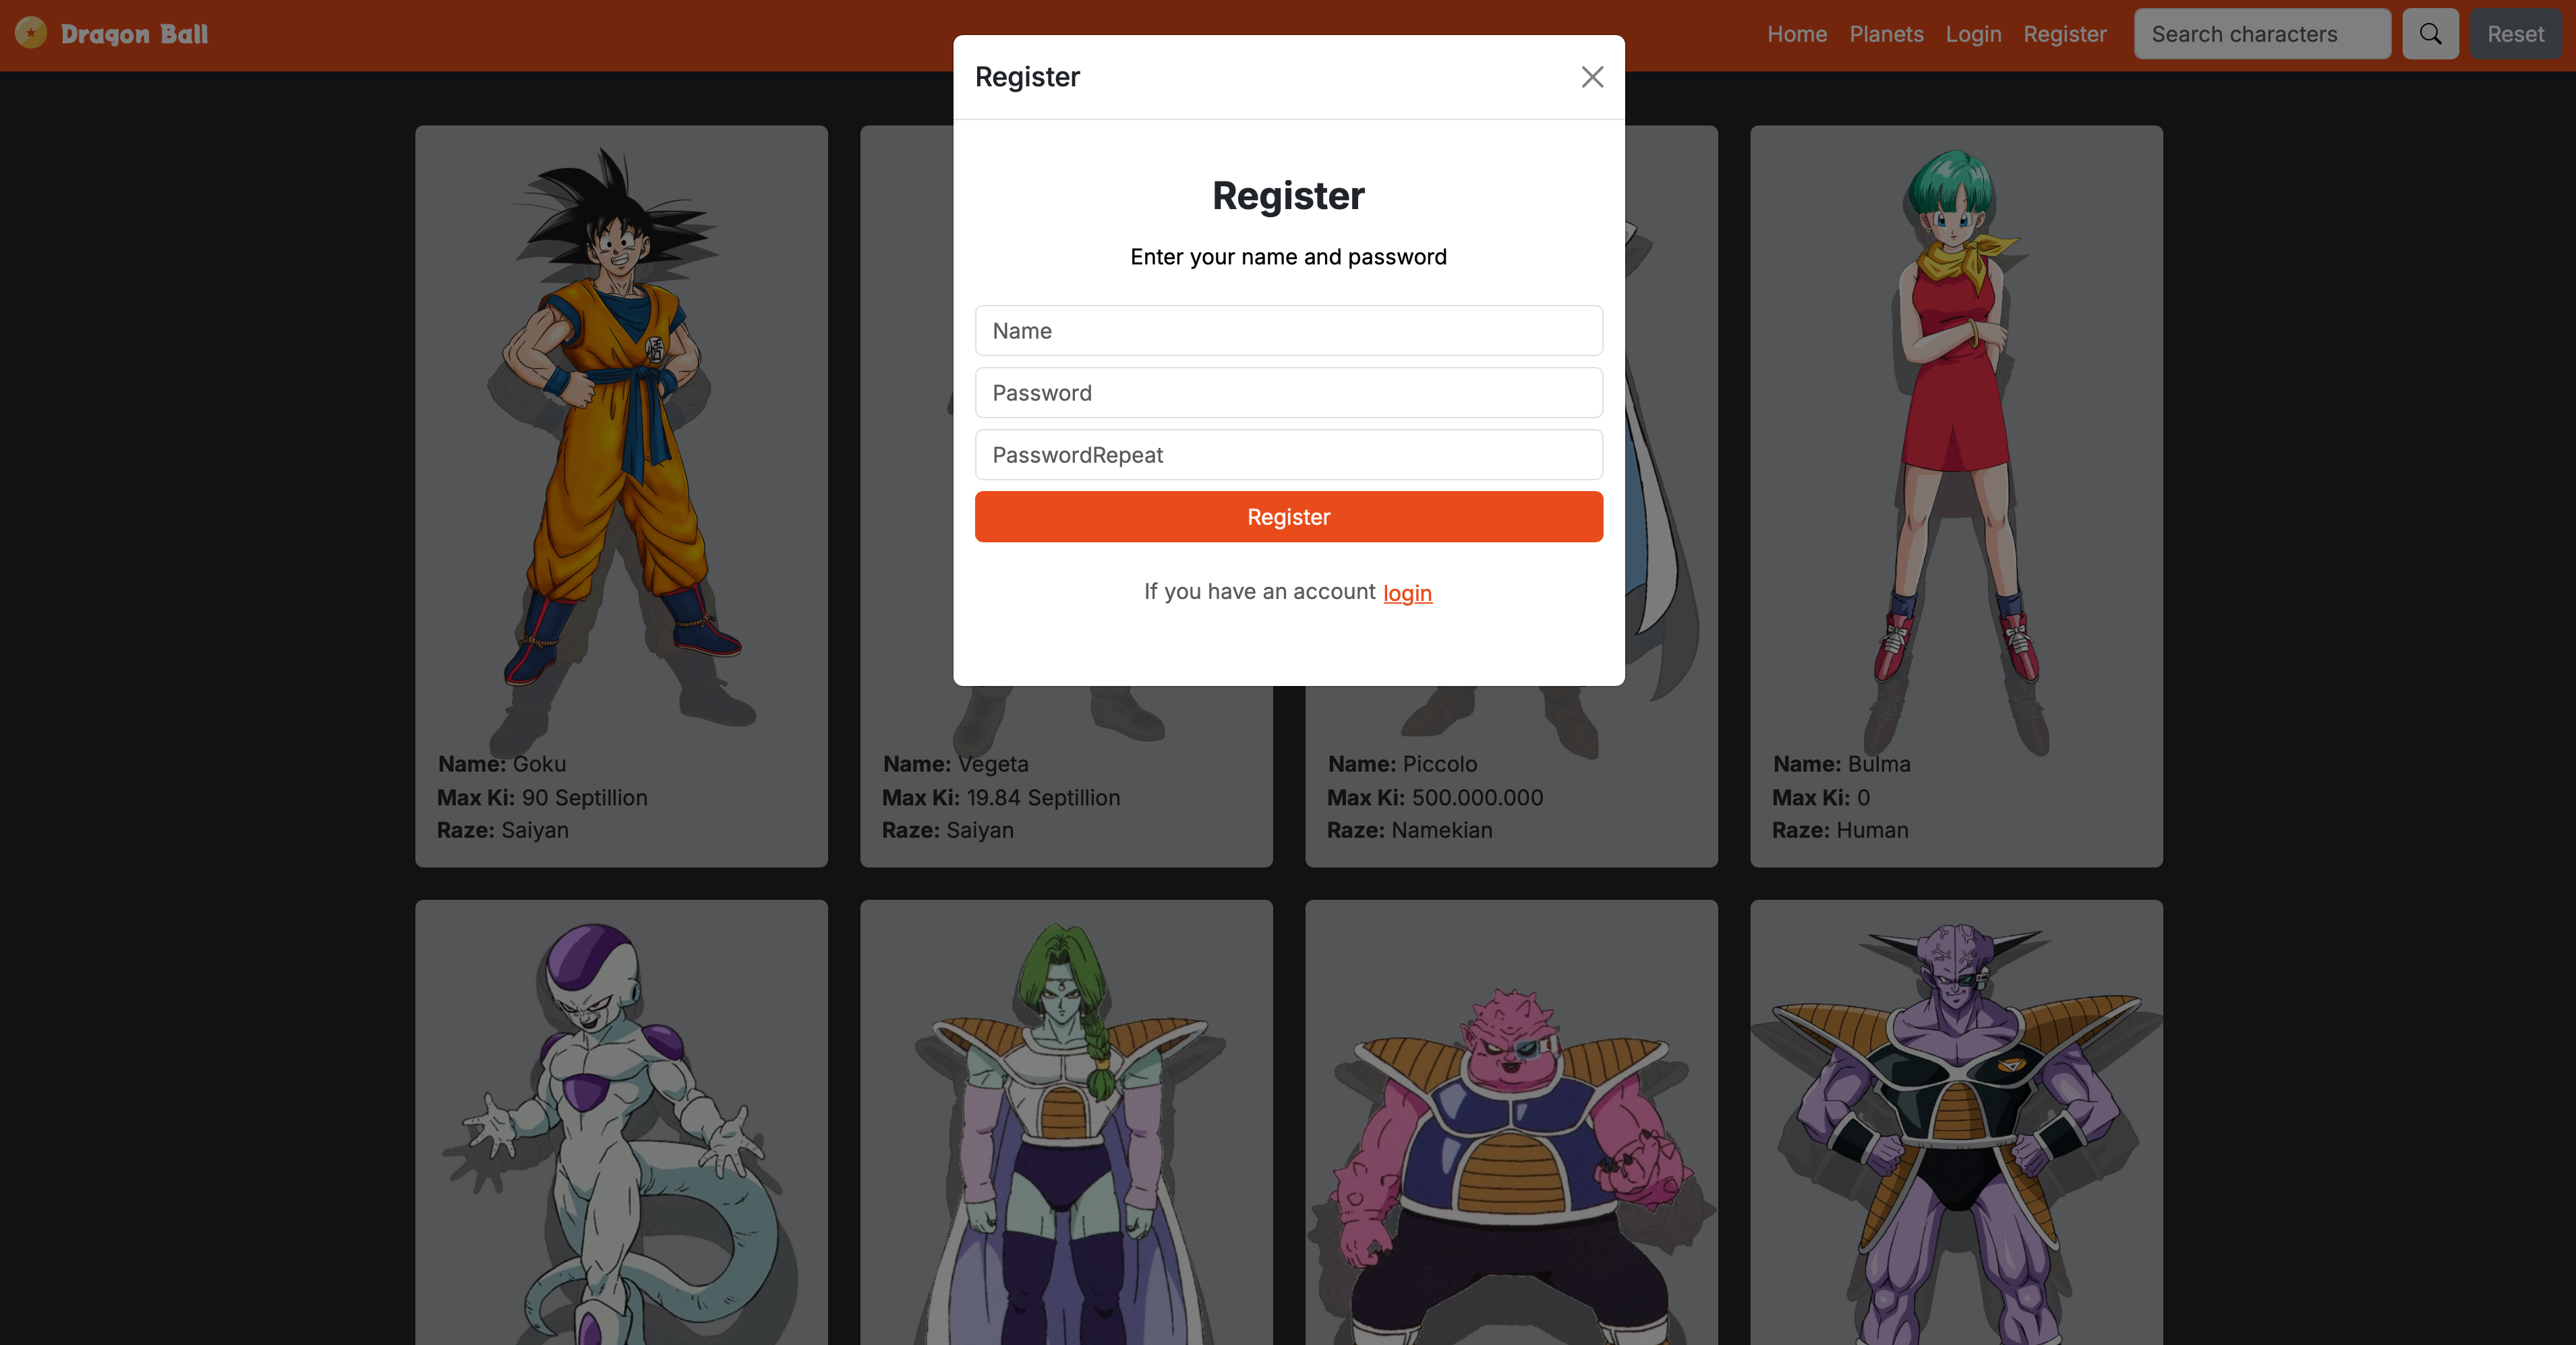 Dragon Ball
Home Planets Login Register Search characters Reset
Register
Register
Enter your name and password
Name
Password
PasswordRepeat
Register
If you have an account login
Name: Goku
Max Ki: 90 Septillion
Raze: Saiyan
Name: Vegeta
Max Ki: 19.84 Septillion
Raze: Saiyan
Name: Piccolo
Max Ki: 500.000.000
Raze: Namekian
Name: Bulma
Max Ki: 0
Raze: Human